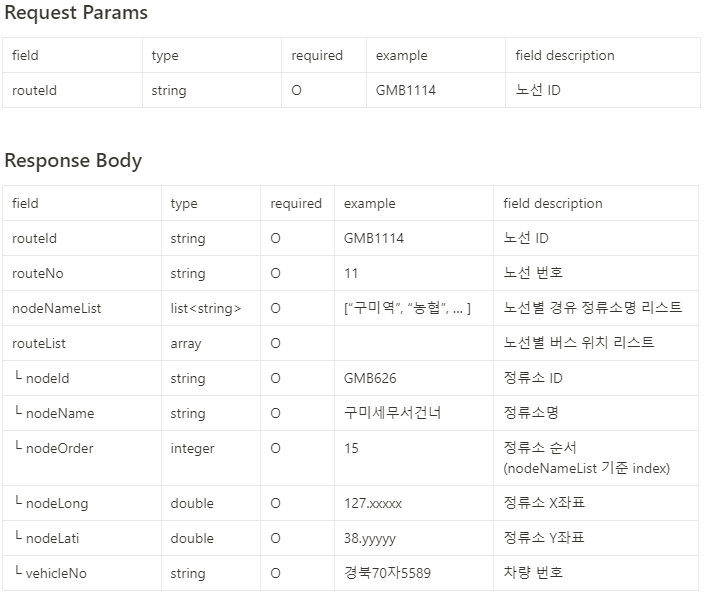 Request Params
field type required example field description
routeId string O GMB1114 노선 ID
Response Body
field type required example field description
routeId string O GMB1114 노선 ID
routeNo string O 11 노선 번호
nodeNameList list<string> O [“구미역”, “농협”, ... ] 노선별 경유 정류소명 리스트
routeList array O 노선별 버스 위치 리스트
└ nodeId string O GMB626 정류소 ID
└ nodeName string O 구미세무서건너 정류소명
└ nodeOrder integer O 15 정류소 순서
(nodeNameList 기준 index)
└ nodeLong double O 127.xxxxx 정류소 X좌표
└ nodeLati double O 38.yyyyy 정류소 Y좌표
└ vehicleNo string O 경북70자5589 차량 번호